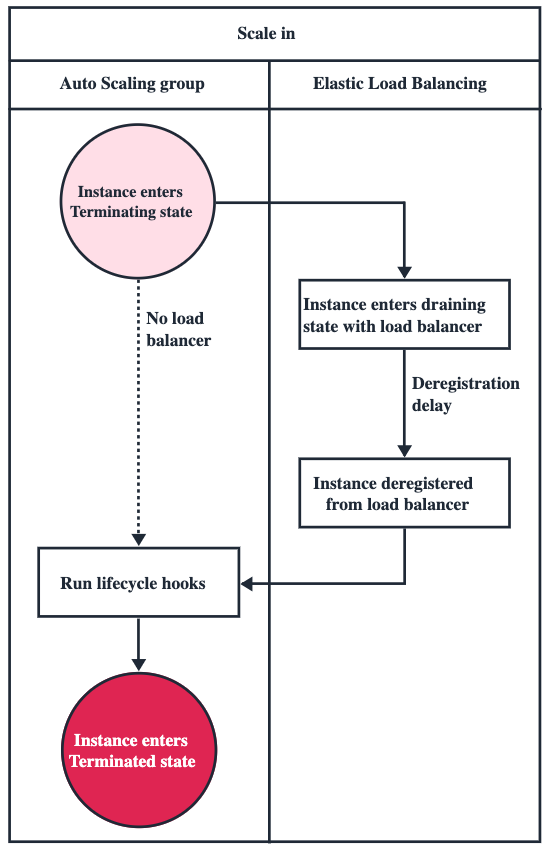 Scale in
Auto Scaling group
Elastic Load Balancing
Instance enters
Terminating state
No load
balancer
Instance enters draining
state with load balancer
Deregistration
delay
Instance deregistered
from load balancer
Run lifecycle hooks
Instance enters
Terminated state